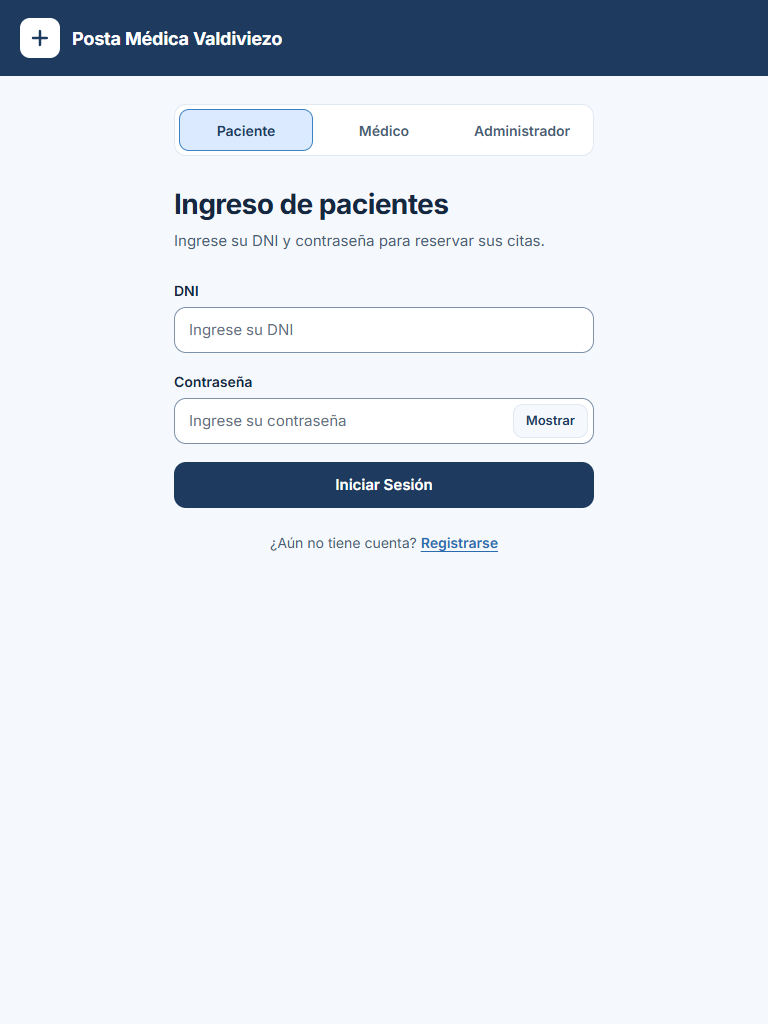 Posta Médica Valdiviezo
Paciente Médico Administrador
Ingreso de pacientes
Ingrese su DNI y contraseña para reservar sus citas.
DNI
Ingrese su DNI
Contraseña
Ingrese su contraseña Mostrar
Iniciar Sesión
¿Aún no tiene cuenta? Registrarse